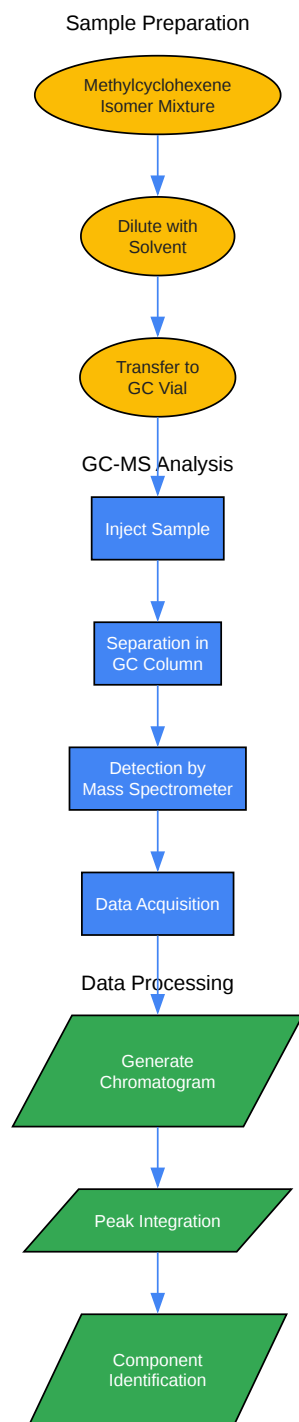 Sample Preparation
Methylcyclohexene
Isomer Mixture
Dilute with
Solvent
Transfer to
GC Vial
GC-MS Analysis
Inject Sample
Separation in
GC Column
Detection by
Mass Spectrometer
Data Acquisition
Data Processing
Generate
Chromatogram
Peak Integration
Component
Identification